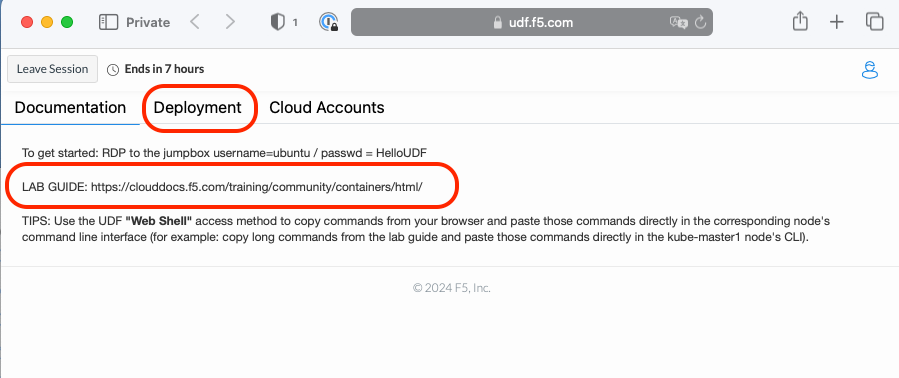 Private
1
udf.f5.com
Leave Session
Ends in 7 hours
Documentation Deployment Cloud Accounts
To get started: RDP to the jumpbox username=ubuntu / passwd = HelloUDF
LAB GUIDE: https://clouddocs.f5.com/training/community/containers/html/
TIPS: Use the UDF "Web Shell" access method to copy commands from your browser and paste those commands directly in the corresponding node's
command line interface (for example: copy long commands from the lab guide and paste those commands directly in the kube-master1 node's CLI).
© 2024 F5, Inc.